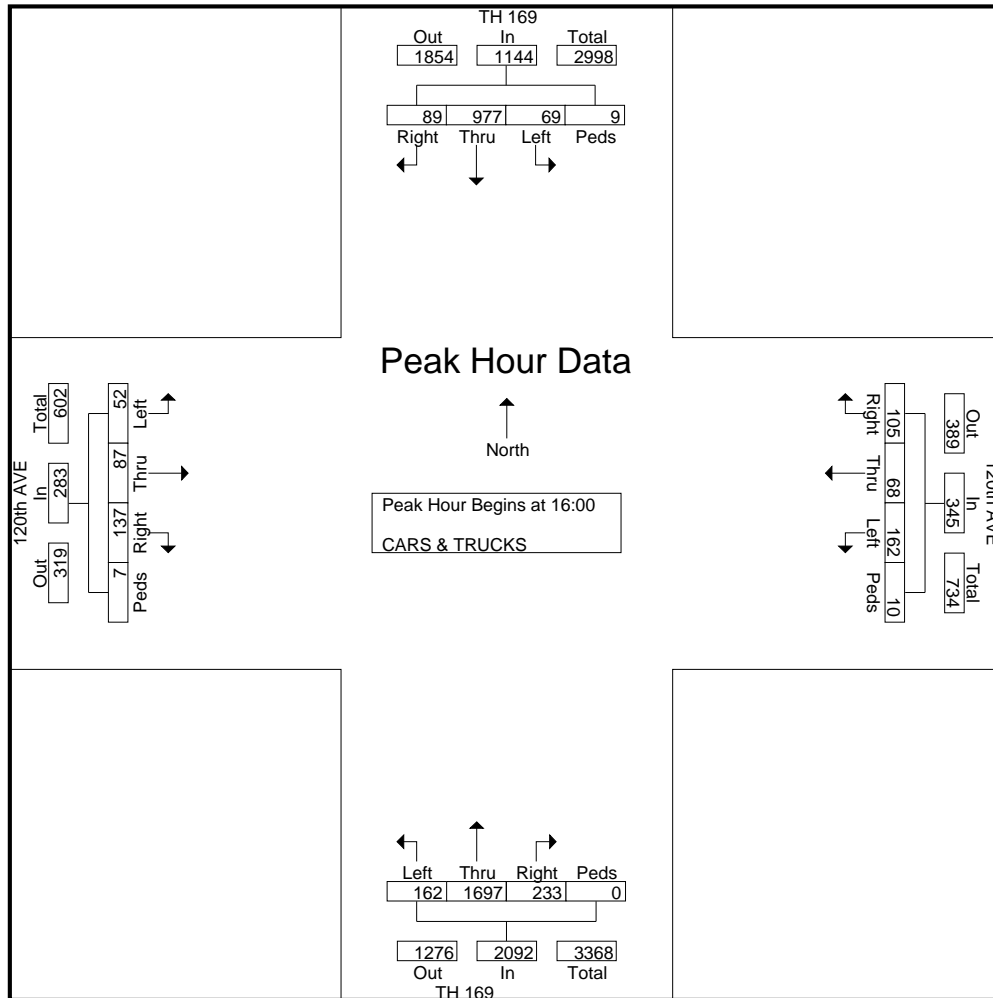 TH 169
Out In Total
1854 1144 2998
89 977 69 9
Right Thru Left Peds
Peak Hour Data
North
Peak Hour Begins at 16:00
CARS & TRUCKS
120th AVE
Out In Total
319 283 602
52 87 137 7
Left Thru Right Peds
120th AVE
Out In Total
389 345 734
105 68 162 10
Right Thru Left Peds
Left Thru Right Peds
162 1697 233 0
1276 2092 3368
Out In Total
TH 169